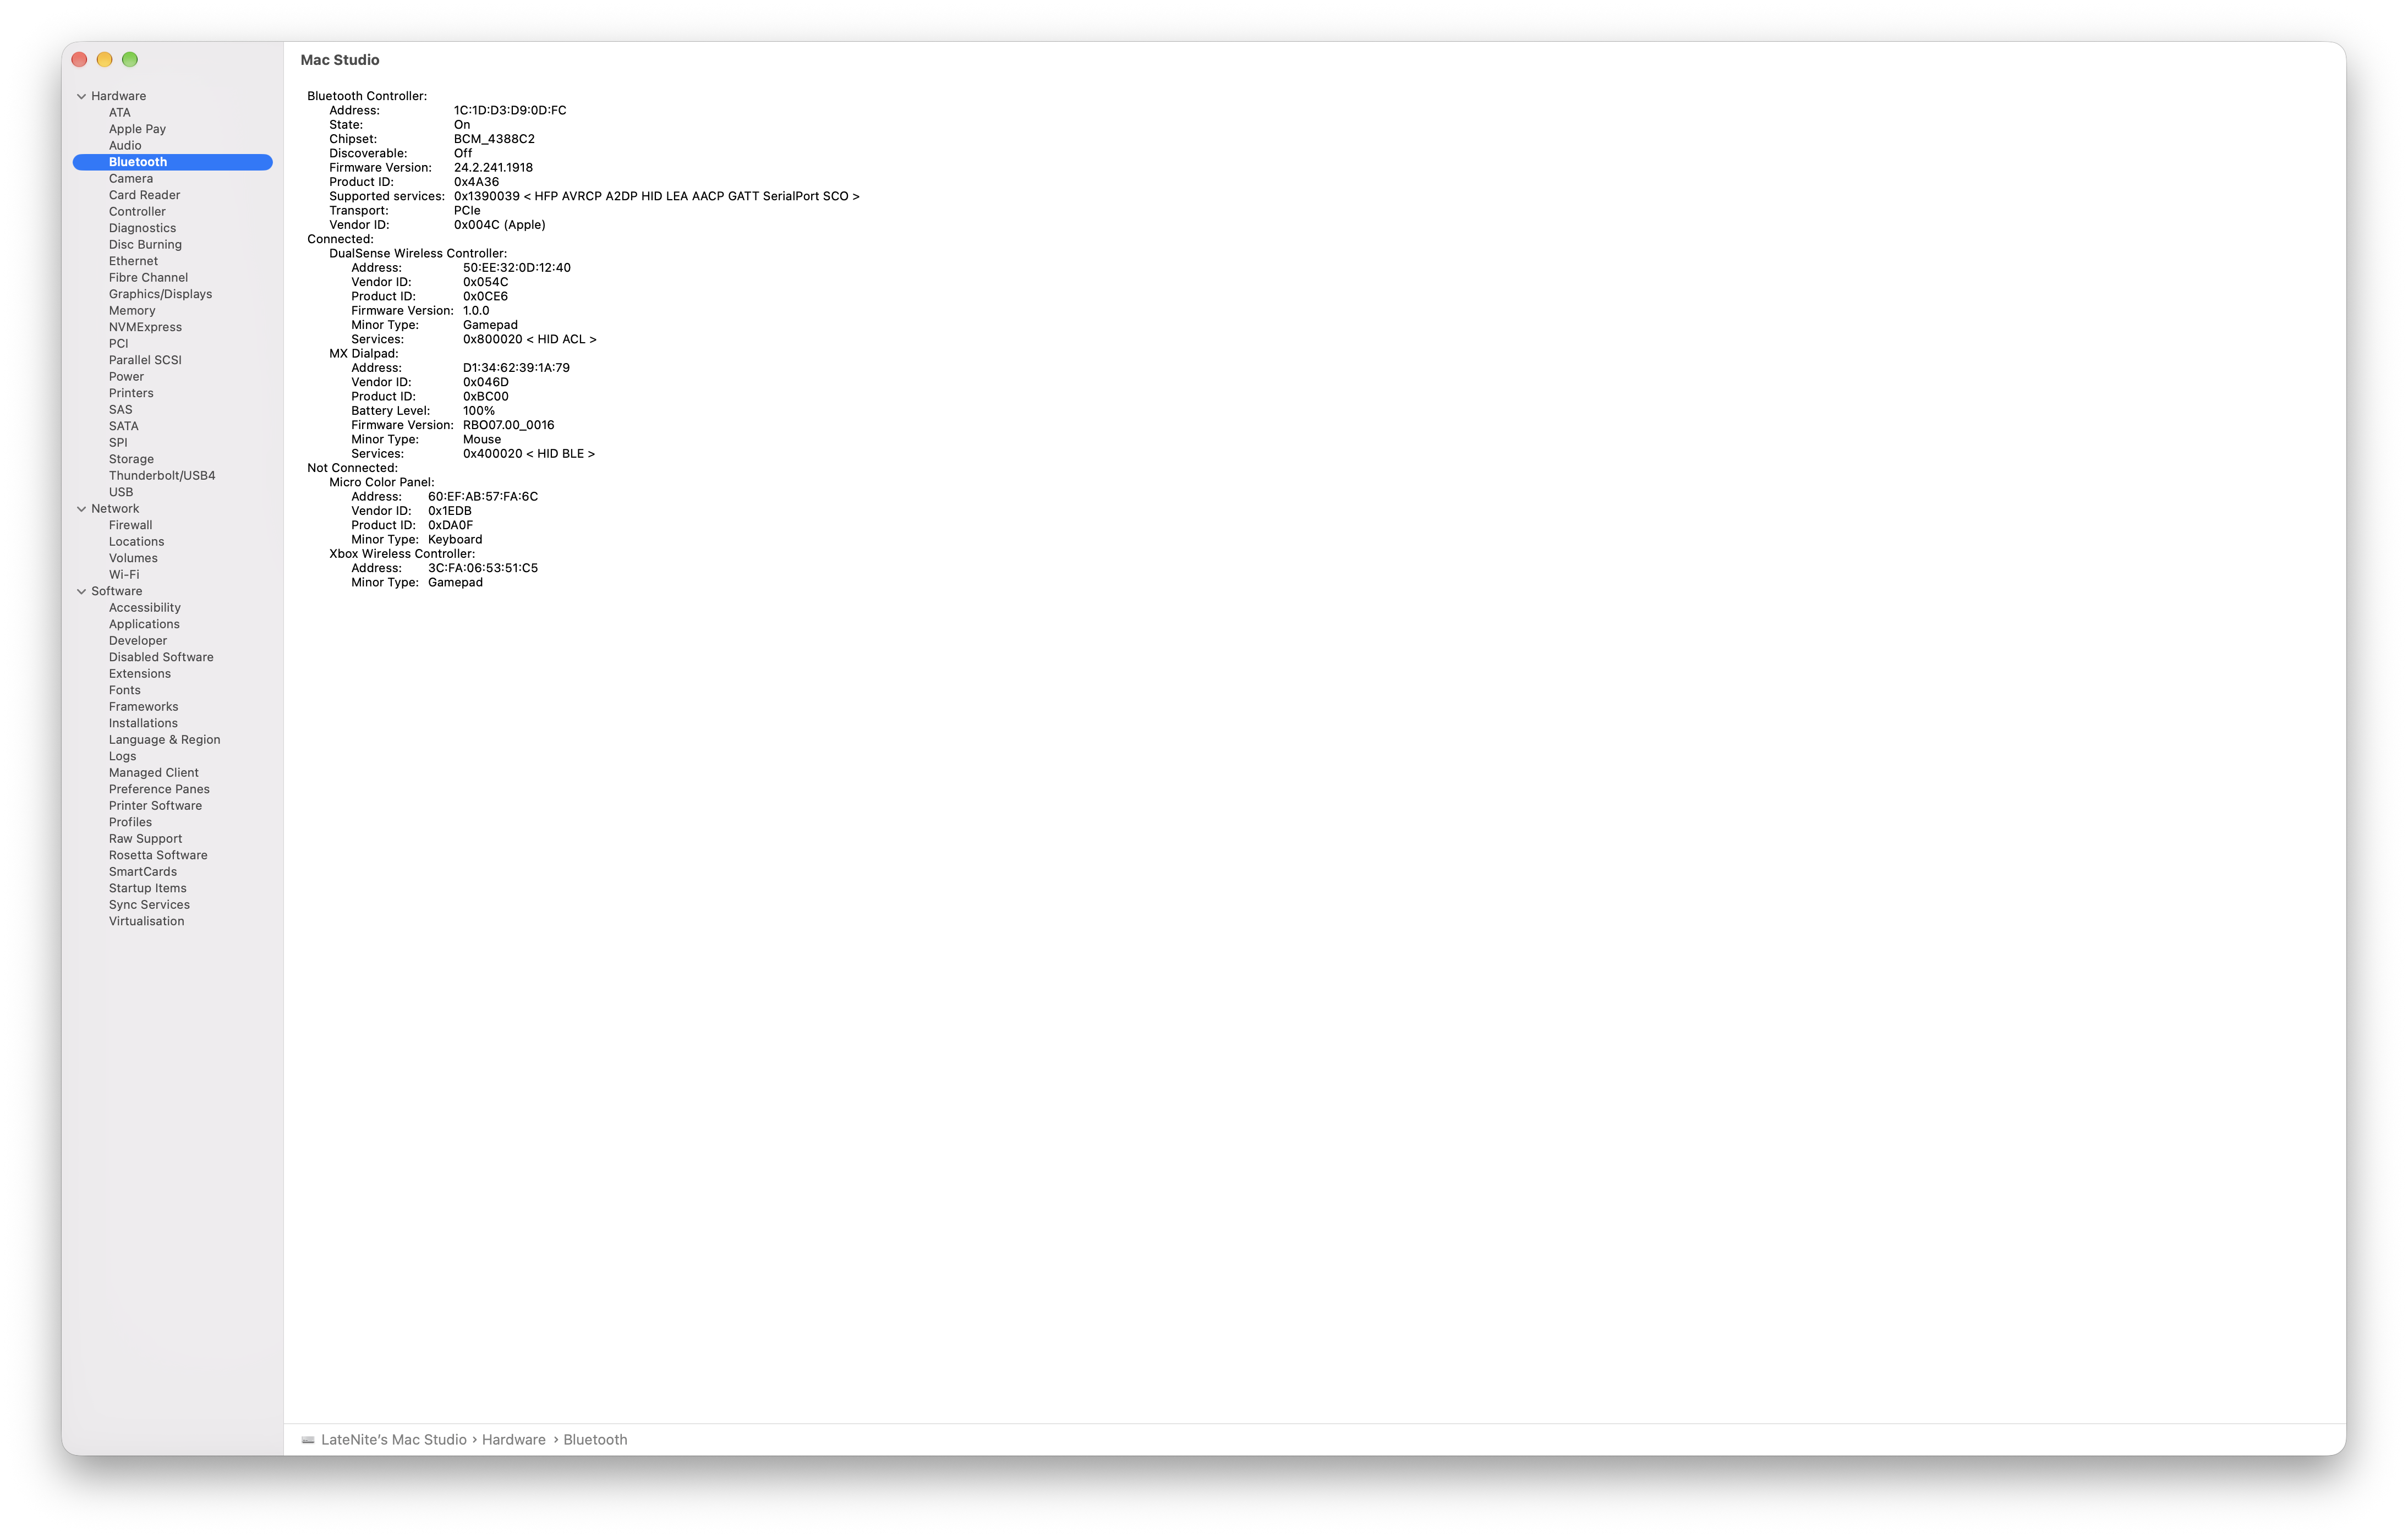 Mac Studio
Hardware
ATA
Apple Pay
Audio
Bluetooth
Camera
Card Reader
Controller
Diagnostics
Disc Burning
Ethernet
Fibre Channel
Graphics/Displays
Memory
NVMExpress
PCI
Parallel SCSI
Power
Printers
SAS
SATA
SPI
Storage
Thunderbolt/USB4
USB
Network
Firewall
Locations
Volumes
Wi-Fi
Software
Accessibility
Applications
Developer
Disabled Software
Extensions
Fonts
Frameworks
Installations
Language & Region
Logs
Managed Client
Preference Panes
Printer Software
Profiles
Raw Support
Rosetta Software
SmartCards
Startup Items
Sync Services
Virtualisation
Bluetooth Controller:
Address: 1C:1D:D3:D9:0D:FC
State: On
Chipset: BCM_4388C2
Discoverable: Off
Firmware Version: 24.2.241.1918
Product ID: 0x4A36
Supported services: 0x1390039 < HFP AVRCP A2DP HID LEA AACP GATT SerialPort SCO >
Transport: PCIe
Vendor ID: 0x004C (Apple)
Connected:
DualSense Wireless Controller:
Address: 50:EE:32:0D:12:40
Vendor ID: 0x054C
Product ID: 0x0CE6
Firmware Version: 1.0.0
Minor Type: Gamepad
Services: 0x800020 < HID ACL >
MX Dialpad:
Address: D1:34:62:39:1A:79
Vendor ID: 0x046D
Product ID: 0xBC00
Battery Level: 100%
Firmware Version: RBO07.00_0016
Minor Type: Mouse
Services: 0x400020 < HID BLE >
Not Connected:
Micro Color Panel:
Address: 60:EF:AB:57:FA:6C
Vendor ID: 0x1EDB
Product ID: 0xDA0F
Minor Type: Keyboard
Xbox Wireless Controller:
Address: 3C:FA:06:53:51:C5
Minor Type: Gamepad
LateNite's Mac Studio › Hardware › Bluetooth